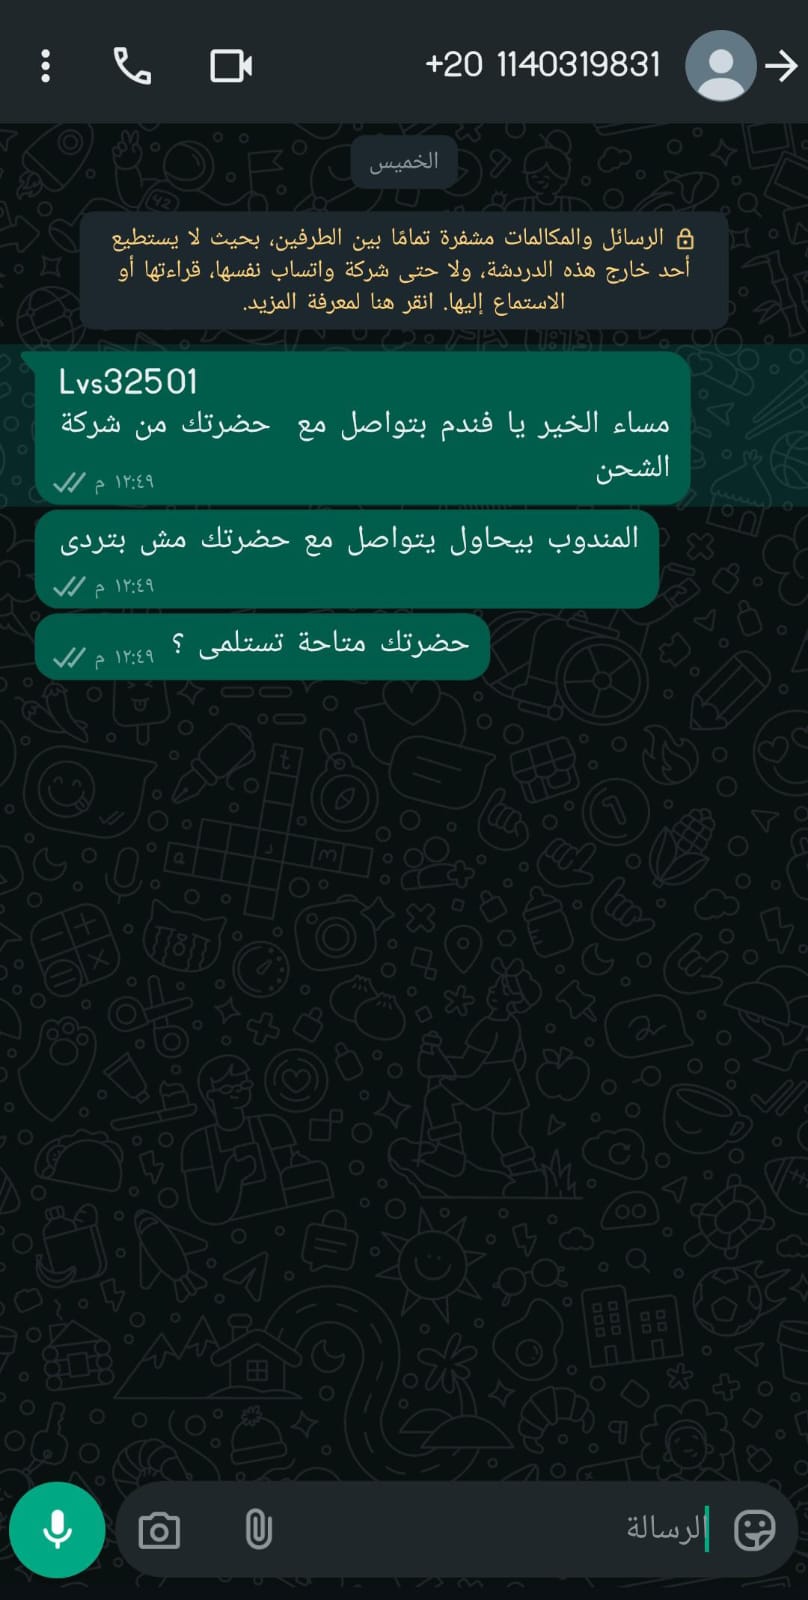 +20 1140319831
الخميس
الرسائل والمكالمات مشفرة تمامًا بين الطرفين، بحيث لا يستطيع
أحد خارج هذه الدردشة، ولا حتى شركة واتساب نفسها، قراءتها أو
الاستماع إليها. انقر هنا لمعرفة المزيد.
Lvs32501
مساء الخير يا فندم بتواصل مع حضرتك من شركة
الشحن
١٢:٤٩ م
المندوب بيحاول يتواصل مع حضرتك مش بتردى
١٢:٤٩ م
حضرتك متاحة تستلمى ؟
١٢:٤٩ م
الرسالة